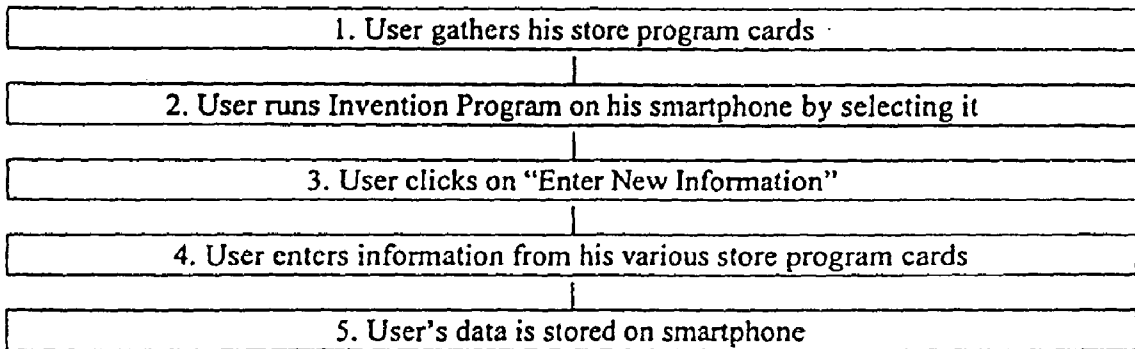 1. User gathers his store program cards
2. User runs Invention Program on his smartphone by selecting it
3. User clicks on “Enter New Information”
4. User enters information from his various store program cards
5. User’s data is stored on smartphone